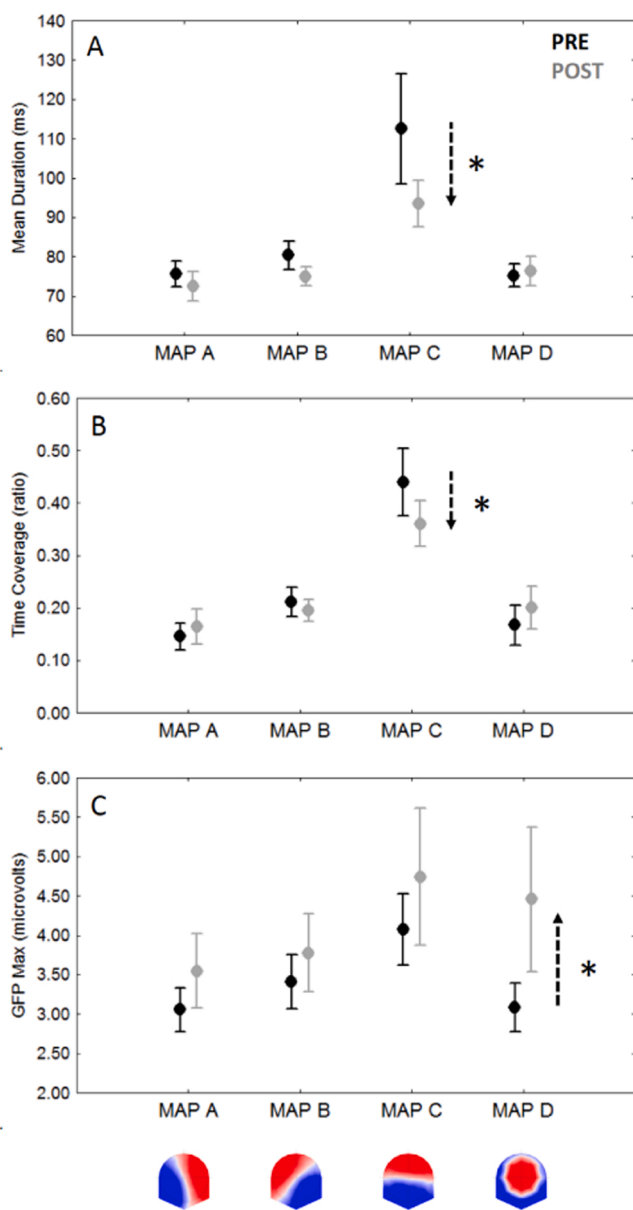 A
PRE
POST
Mean Duration (ms)
140
130
120
110
100
90
80
70
60
*
MAP A MAP B MAP C MAP D
B
Time Coverage (ratio)
0.60
0.50
0.40
0.30
0.20
0.10
0.00
*
MAP A MAP B MAP C MAP D
C
GFP Max (microvolts)
6.00
5.50
5.00
4.50
4.00
3.50
3.00
2.50
2.00
*
MAP A MAP B MAP C MAP D